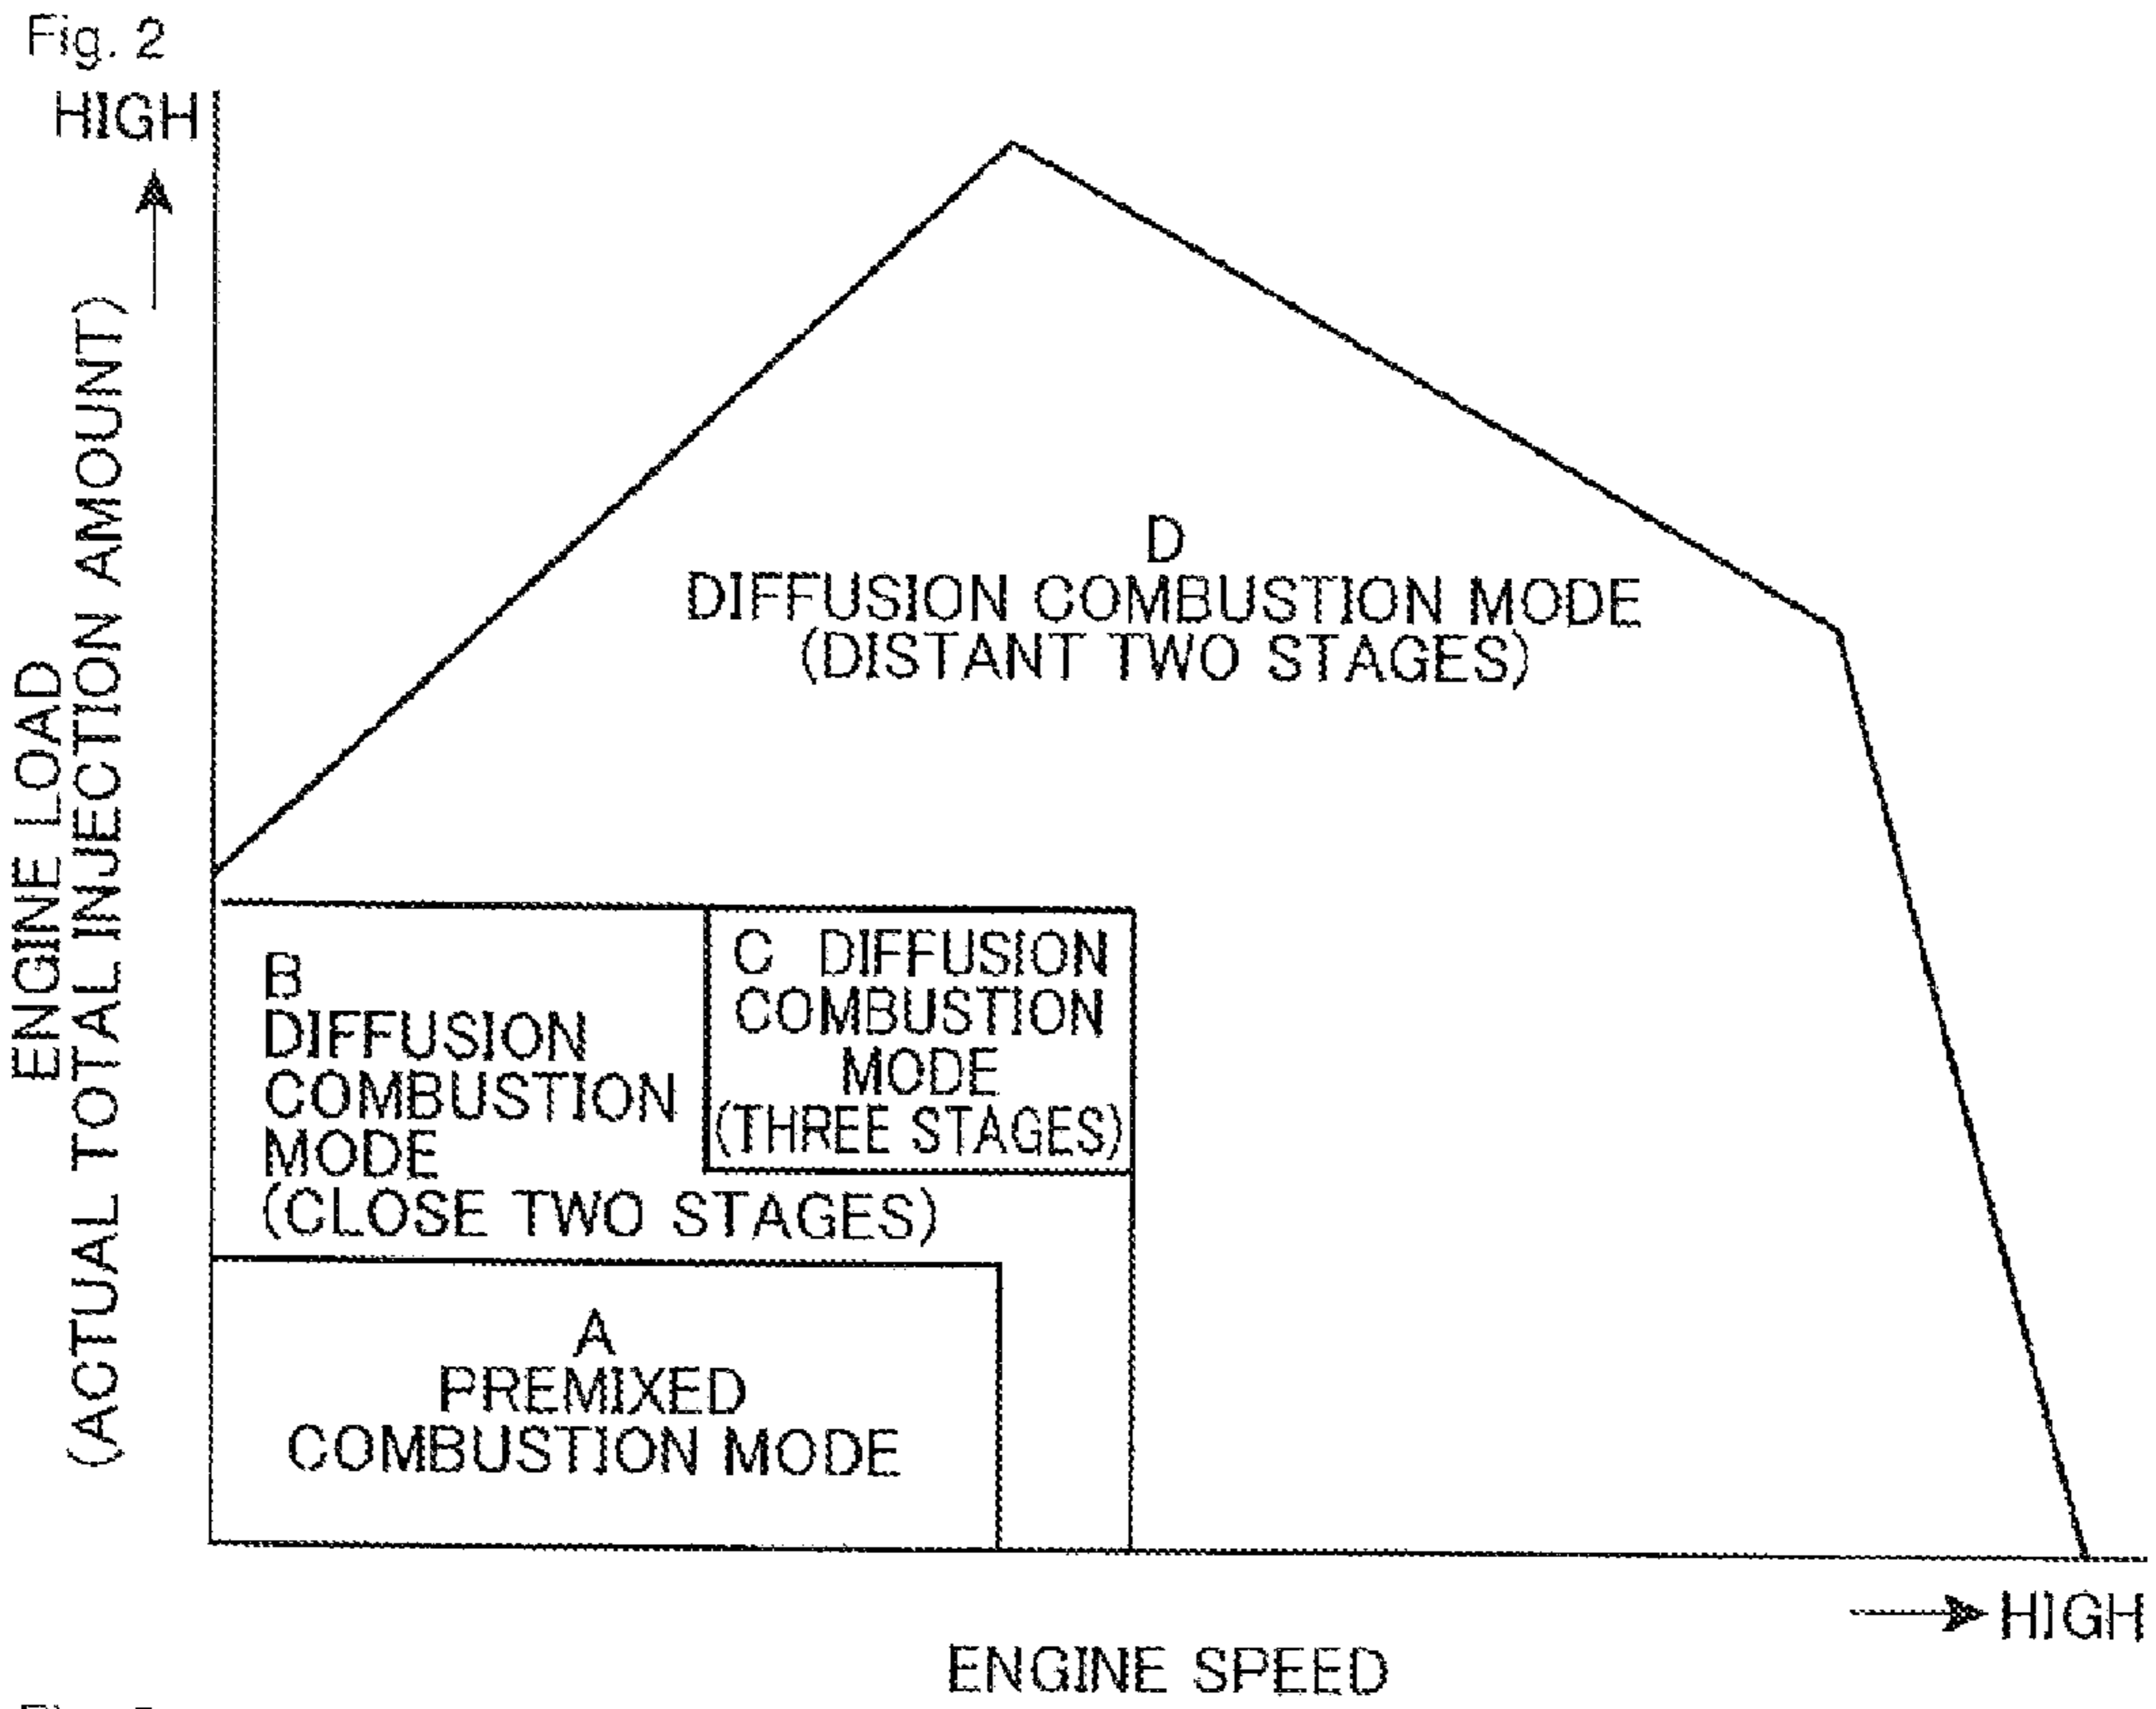 Fig. 2
HIGH
ENGINE LOAD
(ACTUAL TOTAL INJECTION AMOUNT)
D
DIFFUSION COMBUSTION MODE
(DISTANT TWO STAGES)
B
DIFFUSION
COMBUSTION
MODE
(CLOSE TWO STAGES)
C DIFFUSION
COMBUSTION
MODE
(THREE STAGES)
A
PREMIXED
COMBUSTION MODE
HIGH
ENGINE SPEED